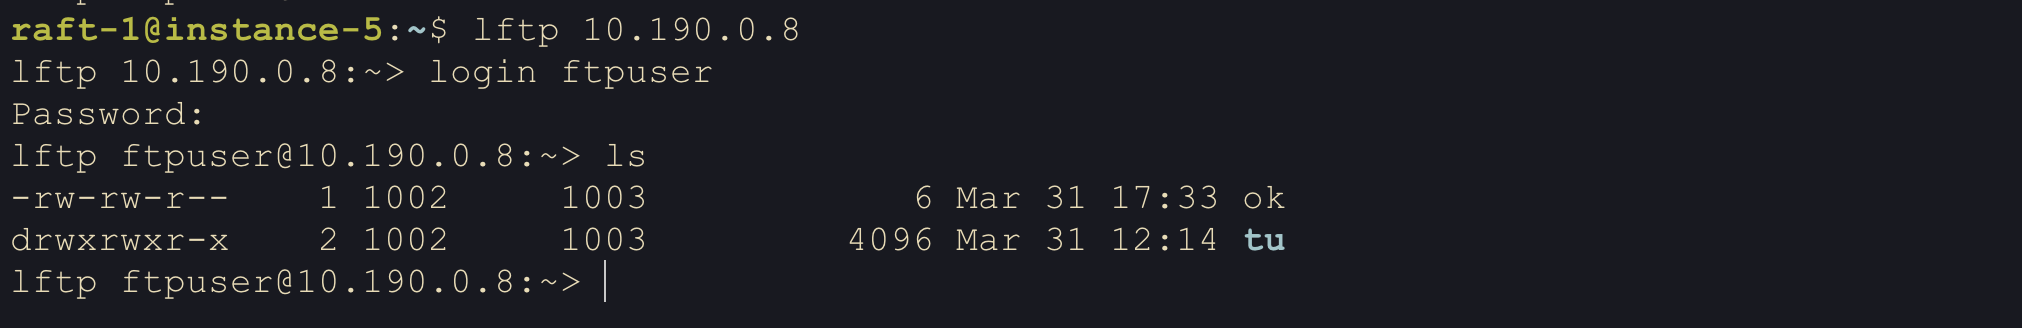 raft-1@instance-5:~$ lftp 10.190.0.8
lftp 10.190.0.8:~> login ftpuser
Password:
lftp ftpuser@10.190.0.8:~> ls
-rw-rw-r--    1 1002     1003            6 Mar 31 17:33 ok
drwxrwxr-x    2 1002     1003         4096 Mar 31 12:14 tu
lftp ftpuser@10.190.0.8:~>